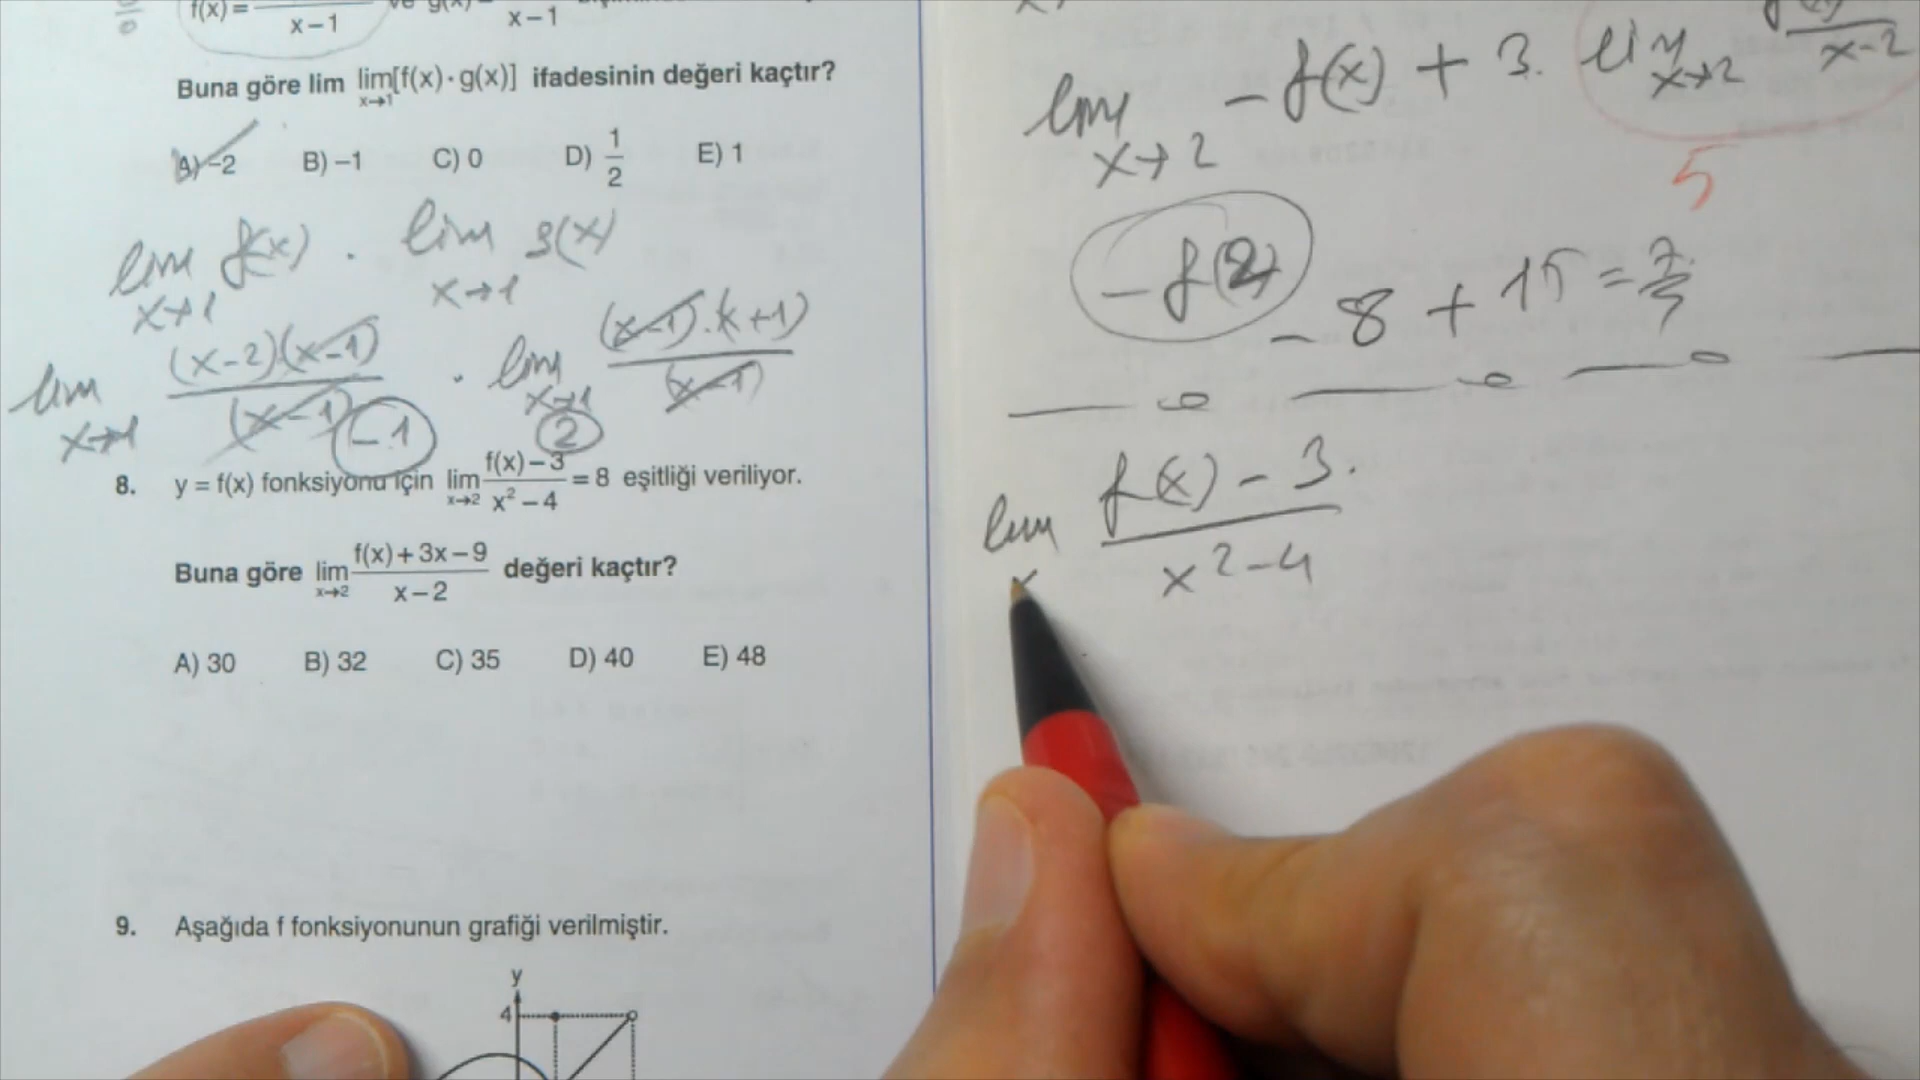 f(x) =
x – 1
x – 1
Buna göre lim lim[f(x) · g(x)] ifadesinin değeri kaçtır?
x→1
A) –2 B) –1 C) 0 D) 1/2 E) 1
lim f(x) . lim g(x)
x→1 x→1
lim (x-2)(x-1) . lim (x-1).(x+1)
x→1 (x-1) x→1 (x-1)
-1 2
8. y = f(x) fonksiyonu için lim f(x) – 3 / x² – 4 = 8 eşitliği veriliyor.
x→2
Buna göre lim f(x) + 3x – 9 / x – 2 değeri kaçtır?
x→2
A) 30 B) 32 C) 35 D) 40 E) 48
9. Aşağıda f fonksiyonunun grafiği verilmiştir.
y
4
lim - f(x) + 3. lim x-2
x→2 x→2
5
- f(2)
- 8 + 15 = 7
lim f(x) - 3.
x x² - 4